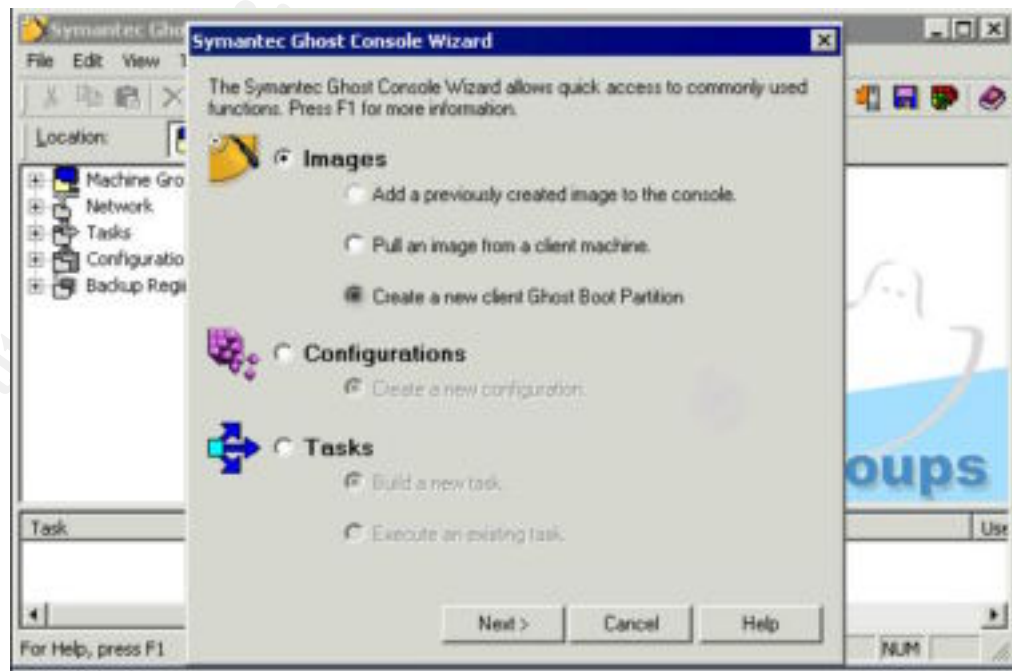 Symantec Gho
File Edit View T
Location:
Machine Gro
Network
Tasks
Configuratio
Backup Regi
Task
For Help, press F1
Symantec Ghost Console Wizard
The Symantec Ghost Console Wizard allows quick access to commonly used
functions. Press F1 for more information.
Images
Add a previously created image to the console.
Pull an image from a client machine.
Create a new client Ghost Boot Partition
Configurations
Create a new configuration.
Tasks
Build a new task.
Execute an existing task.
Next >
Cancel
Help
oups
Use
NUM